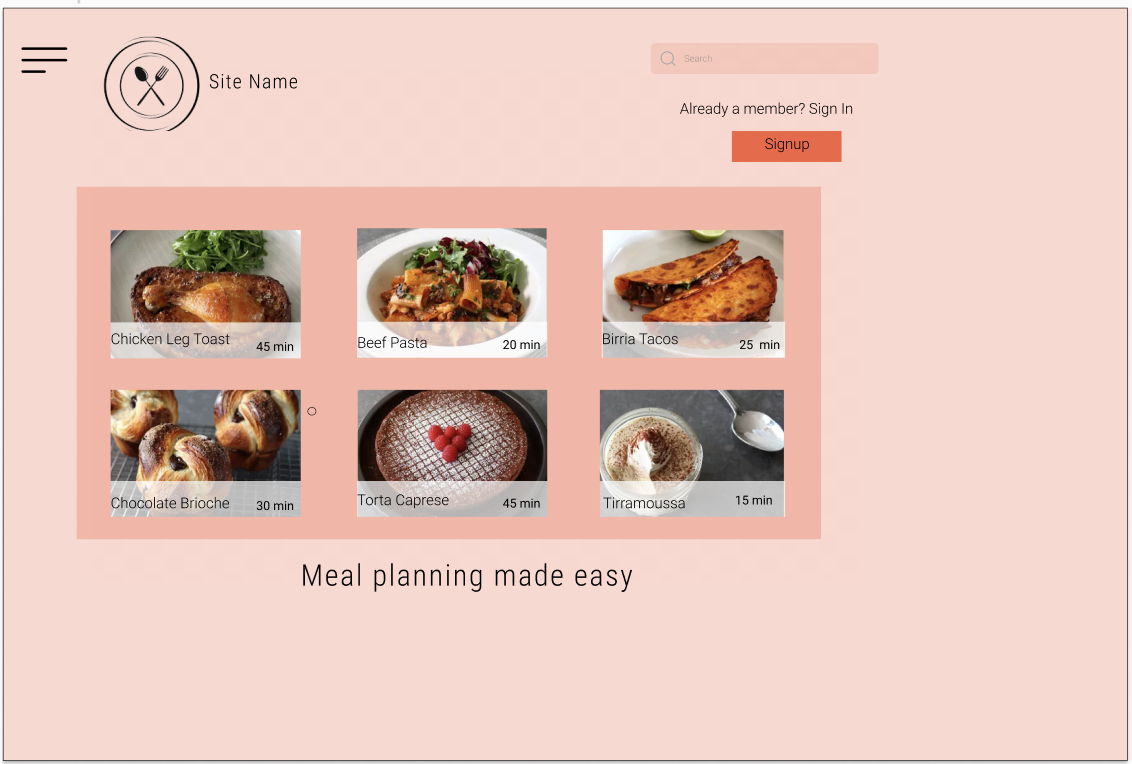 Site Name
Search
Already a member? Sign In
Signup
Chicken Leg Toast
45 min
Beef Pasta
20 min
Birria Tacos
25 min
Chocolate Brioche
30 min
Torta Caprese
45 min
Tirramoussa
15 min
Meal planning made easy